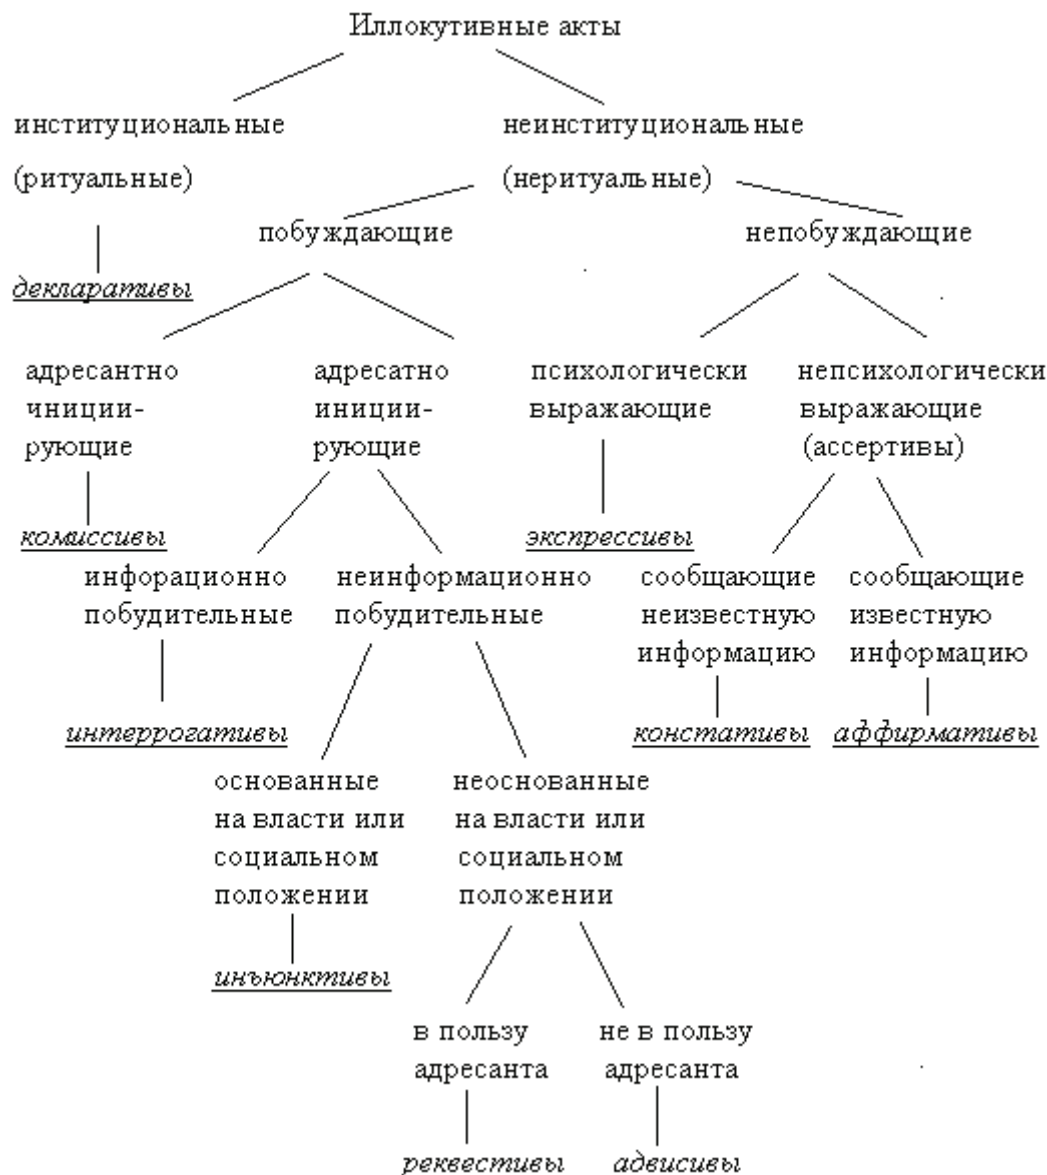 Иллокутивные акты
институциональные
(ритуальные)
неинституциональные
(неритуальные)
побуждающие
непобуждающие
декларативы
адресантно
чниции-
рующие
адресатно
иниции-
рующие
психологически
выражающие
непсихологически
выражающие
(ассертивы)
комиссивы
экспрессивы
инфорационно
побудительные
неинформационно
побудительные
сообщающие
неизвестную
информацию
сообщающие
известную
информацию
интеррогативы
констативы
аффирмативы
основанные
на власти или
социальном
положении
неоснованные
на власти или
социальном
положении
инъюнктивы
в пользу
адресанта
не в пользу
адресанта
реквестивы
адвисивы